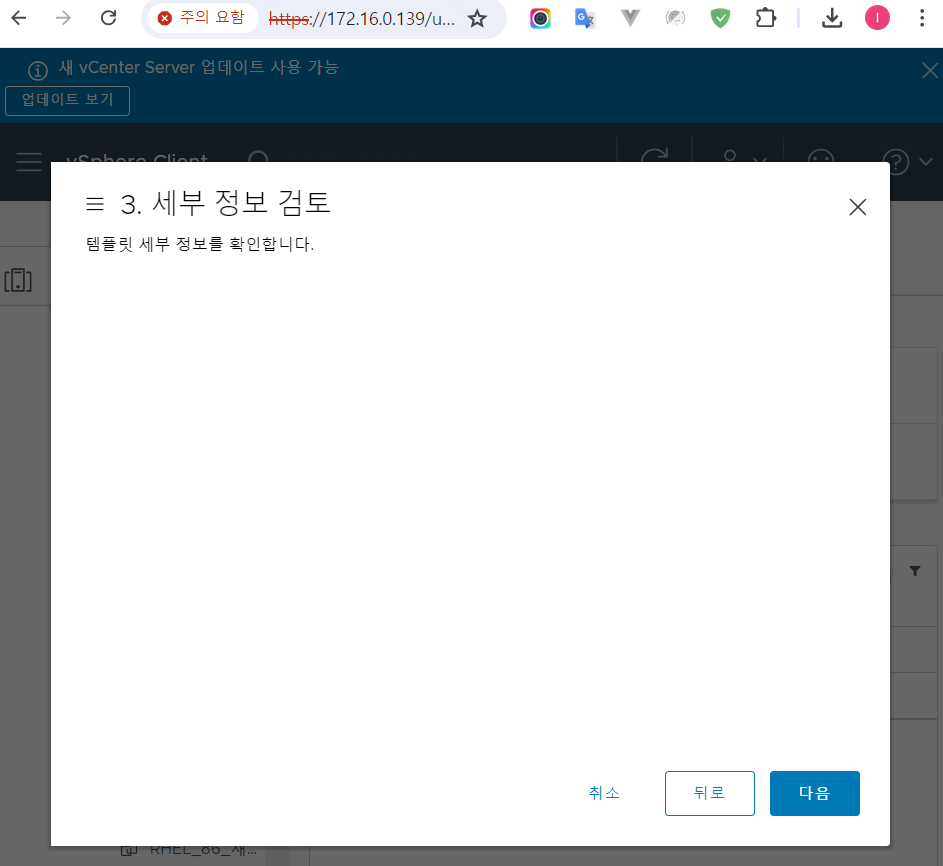 주의 요함
https://172.16.0.139/u...
새 vCenter Server 업데이트 사용 가능
업데이트 보기
vSphere Client
3. 세부 정보 검토
템플릿 세부 정보를 확인합니다.
취소
뒤로
다음
RHEL_86_재...